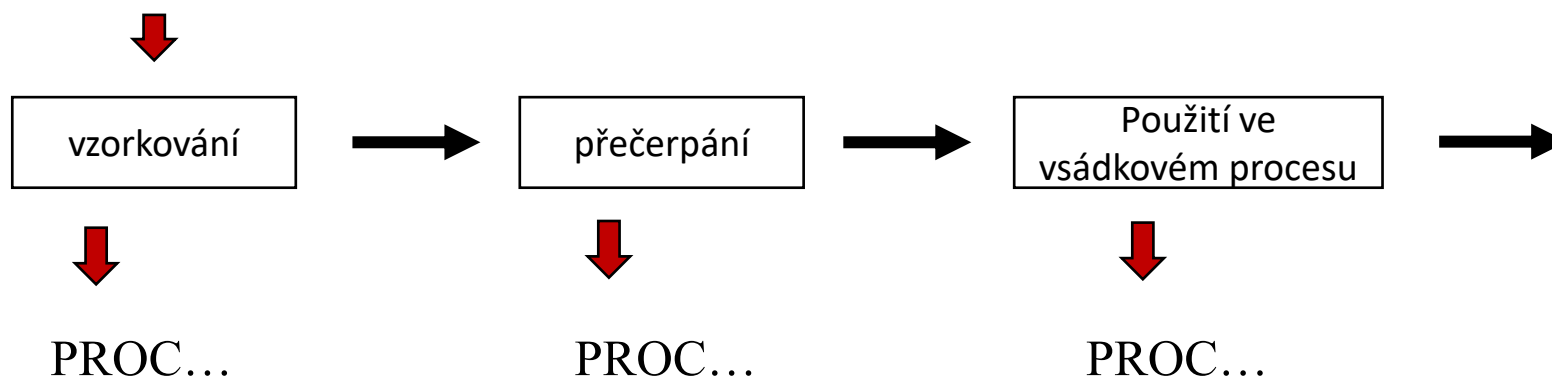 vzorkování
přečerpání
Použití ve
vsádkovém procesu
PROC…
PROC…
PROC…